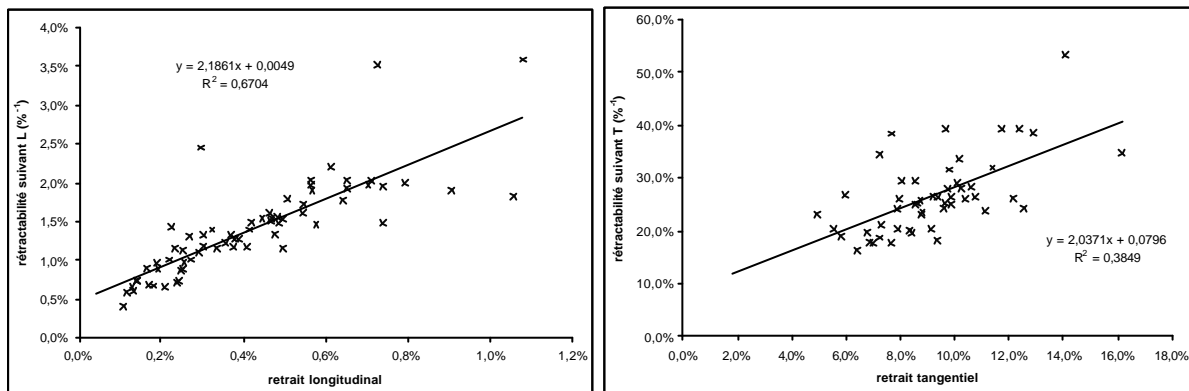 4,0%
3,5%
3,0%
2,5%
2,0%
1,5%
1,0%
0,5%
0,0%
rétractabilité suivant L (%⁻¹)
y = 2,1861x + 0,0049
R² = 0,6704
0,0% 0,2% 0,4% 0,6% 0,8% 1,0% 1,2%
retrait longitudinal
60,0%
50,0%
40,0%
30,0%
20,0%
10,0%
0,0%
rétractabilité suivant T (%⁻¹)
y = 2,0371x + 0,0796
R² = 0,3849
0,0% 2,0% 4,0% 6,0% 8,0% 10,0% 12,0% 14,0% 16,0% 18,0%
retrait tangentiel